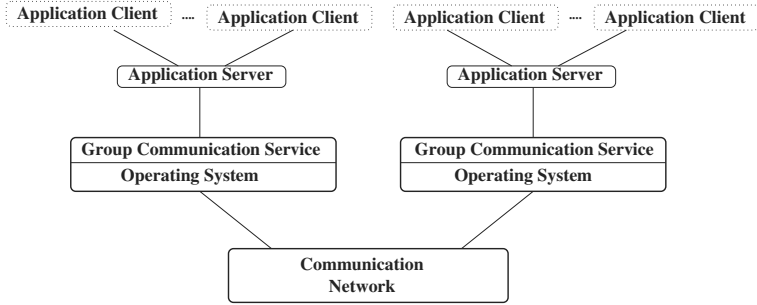 Application Client .... Application Client Application Client .... Application Client
Application Server Application Server
Group Communication Service Group Communication Service
Operating System Operating System
Communication
Network